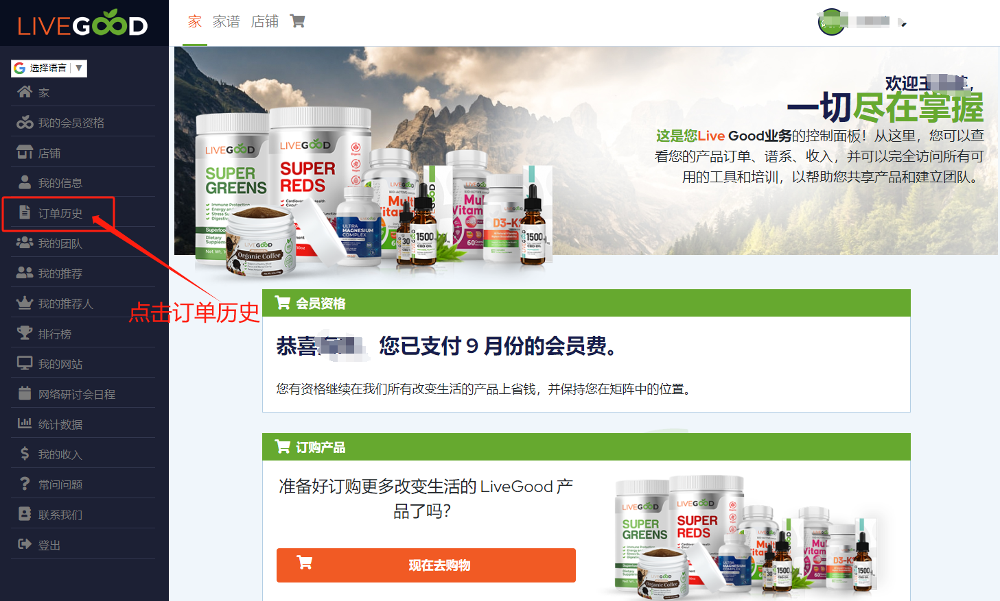 LIVEGOOD
家 家谱 店铺
选择语言 ▼
家
我的会员资格
店铺
我的信息
订单历史
我的团队
我的推荐
我的推荐人
排行榜
我的网站
网络研讨会日程
统计数据
我的收入
常问问题
联系我们
登出
点击订单历史
欢迎王
一切尽在掌握
这是您Live Good业务的控制面板！从这里，您可以查
看您的产品订单、谱系、收入，并可以完全访问所有可
用的工具和培训，以帮助您共享产品和建立团队。
LIVEGOOD
SUPER
GREENS
LIVEGOOD
SUPER
REDS
ULTRA
MAGNESIUM
COMPLEX
LIVEGOOD
Organic Coffee
30
1500
D3-K2
1500
会员资格
恭喜 您已支付 9 月份的会员费。
您有资格继续在我们所有改变生活的产品上省钱，并保持您在矩阵中的位置。
订购产品
准备好订购更多改变生活的 LiveGood 产
品了吗？
现在去购物
LIVEGOOD
SUPER
GREENS
LIVEGOOD
SUPER
REDS
ULTRA
MAGNESIUM
COMPLEX
LIVEGOOD
Organic Coffee
30
1500
D3-K2
1500